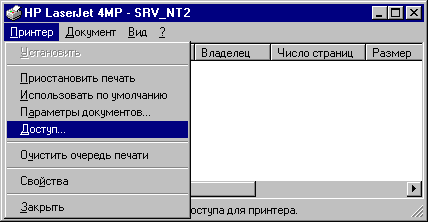 HP LaserJet 4MP - SRV_NT2
Принтер Документ Вид ?
Владелец Число страниц Размер
Установить
Приостановить печать
Использовать по умолчанию
Параметры документов...
Доступ...
Очистить очередь печати
Свойства
Закрыть
оступа для принтера.